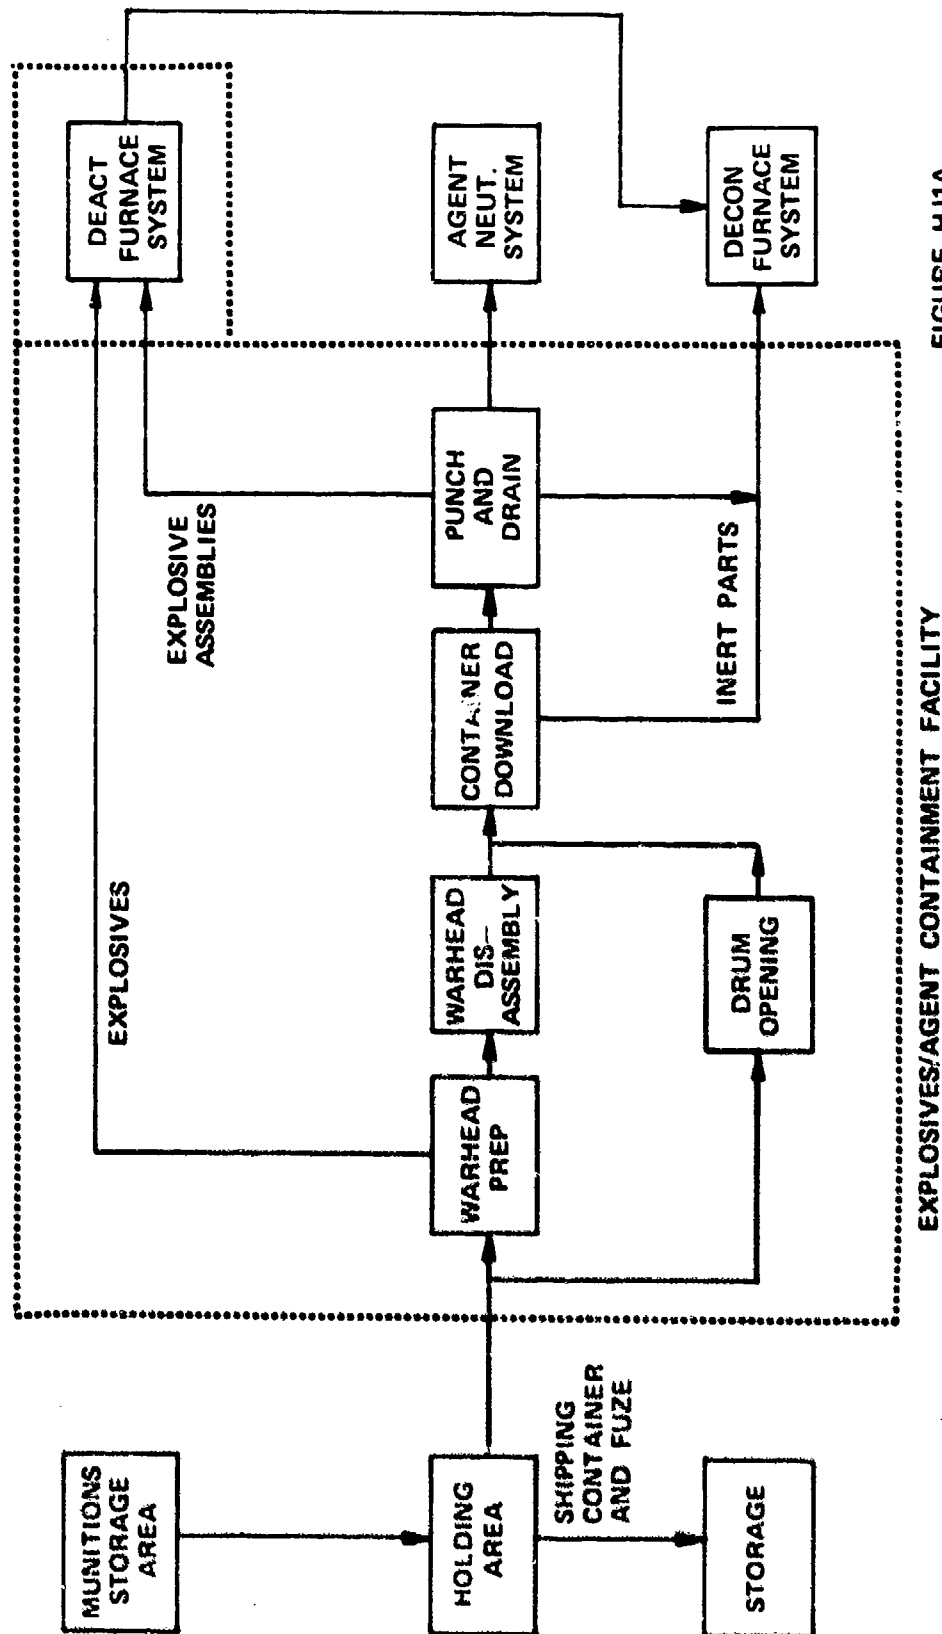 MUNITIONS
STORAGE
AREA
HOLDING
AREA
SHIPPING
CONTAINER
AND FUZE
STORAGE
EXPLOSIVES
WARHEAD
PREP
WARHEAD
DIS-
ASSEMBLY
DRUM
OPENING
CONTAINER
DOWNLOAD
EXPLOSIVE
ASSEMBLIES
PUNCH
AND
DRAIN
INERT PARTS
DEACT
FURNACE
SYSTEM
AGENT
NEUT.
SYSTEM
DECON
FURNACE
SYSTEM
EXPLOSIVES/AGENT CONTAINMENT FACILITY
FIGURE